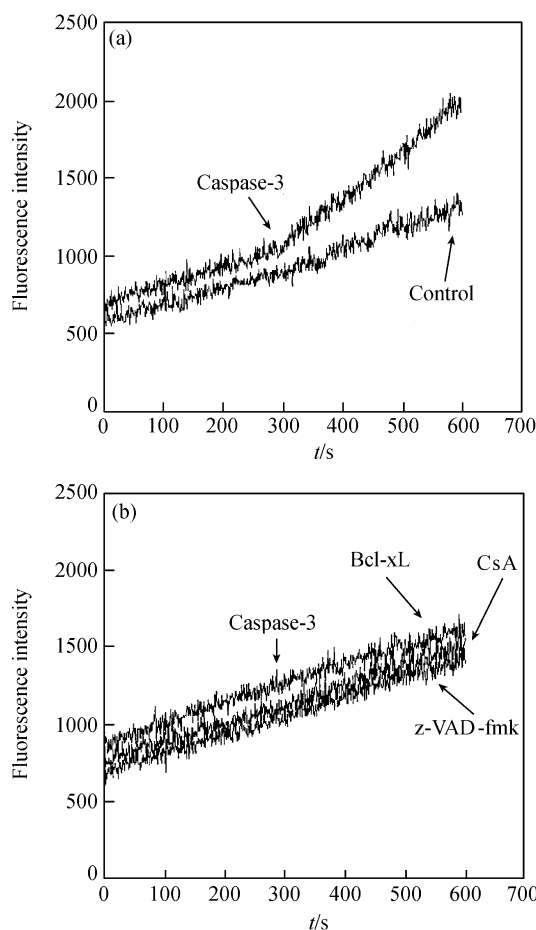 2500
(a)
2000
1500
1000
500
0
Fluorescence intensity
Caspase-3
Control
0 100 200 300 400 500 600 700
t/s
2500
(b)
2000
1500
1000
500
0
Fluorescence intensity
Bcl-xL
CsA
Caspase-3
z-VAD-fmk
0 100 200 300 400 500 600 700
t/s